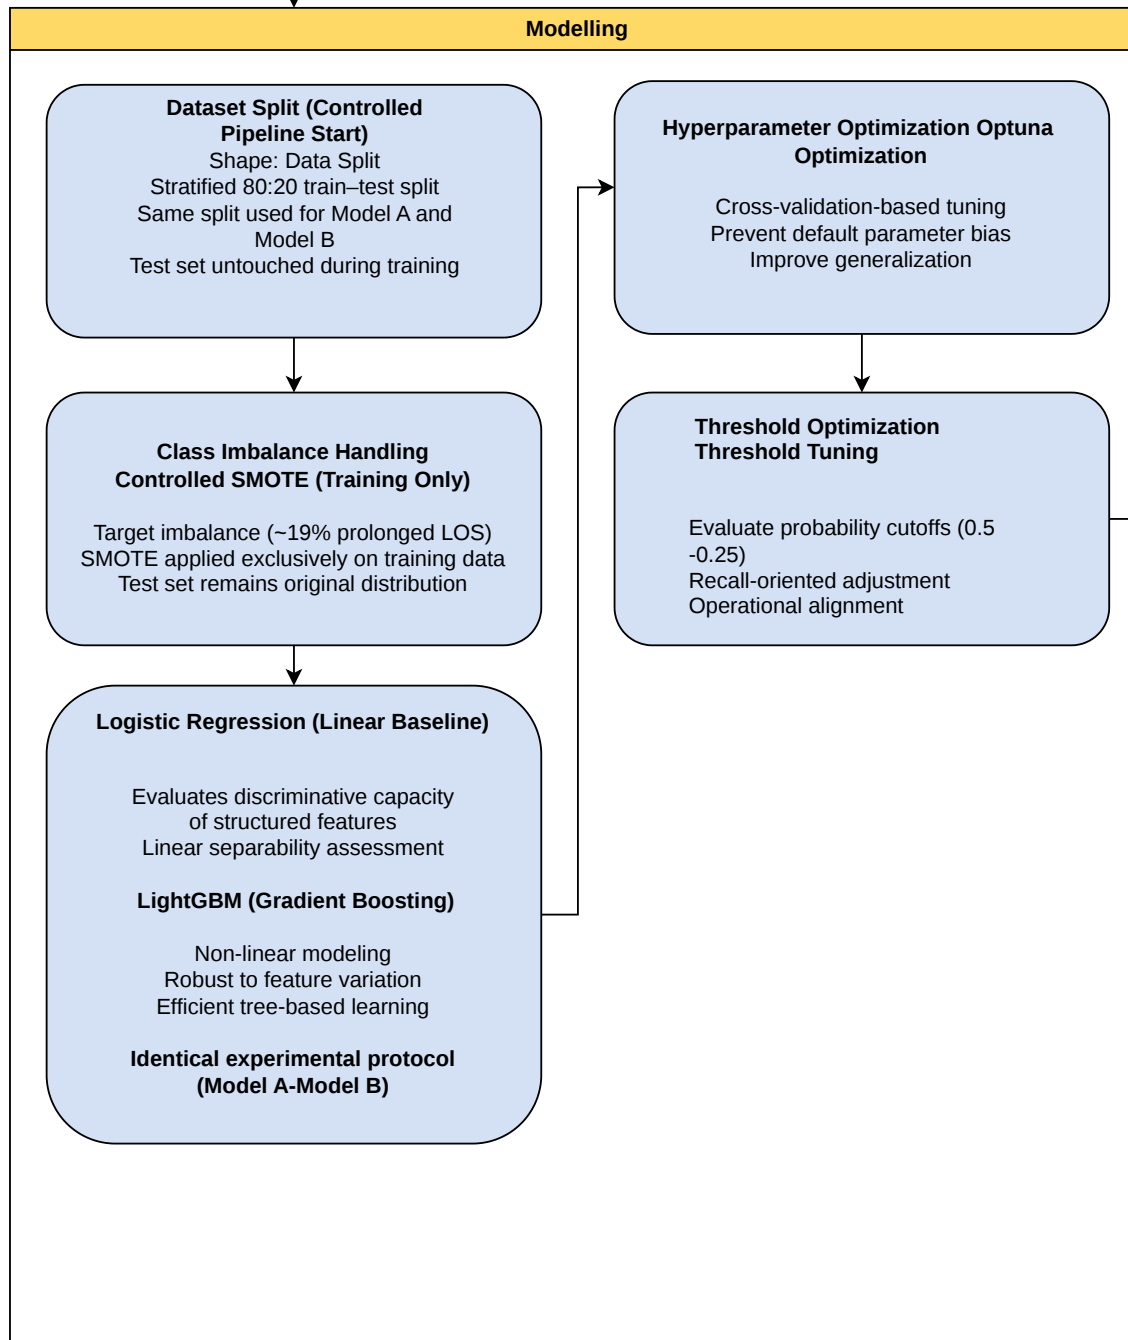 Modelling
Dataset Split (Controlled
Pipeline Start)
Shape: Data Split
Stratified 80:20 train–test split
Same split used for Model A and
Model B
Test set untouched during training
Class Imbalance Handling
Controlled SMOTE (Training Only)
Target imbalance (~19% prolonged LOS)
SMOTE applied exclusively on training data
Test set remains original distribution
Logistic Regression (Linear Baseline)
Evaluates discriminative capacity
of structured features
Linear separability assessment
LightGBM (Gradient Boosting)
Non-linear modeling
Robust to feature variation
Efficient tree-based learning
Identical experimental protocol
(Model A-Model B)
Hyperparameter Optimization Optuna
Optimization
Cross-validation-based tuning
Prevent default parameter bias
Improve generalization
Threshold Optimization
Threshold Tuning
Evaluate probability cutoffs (0.5
-0.25)
Recall-oriented adjustment
Operational alignment